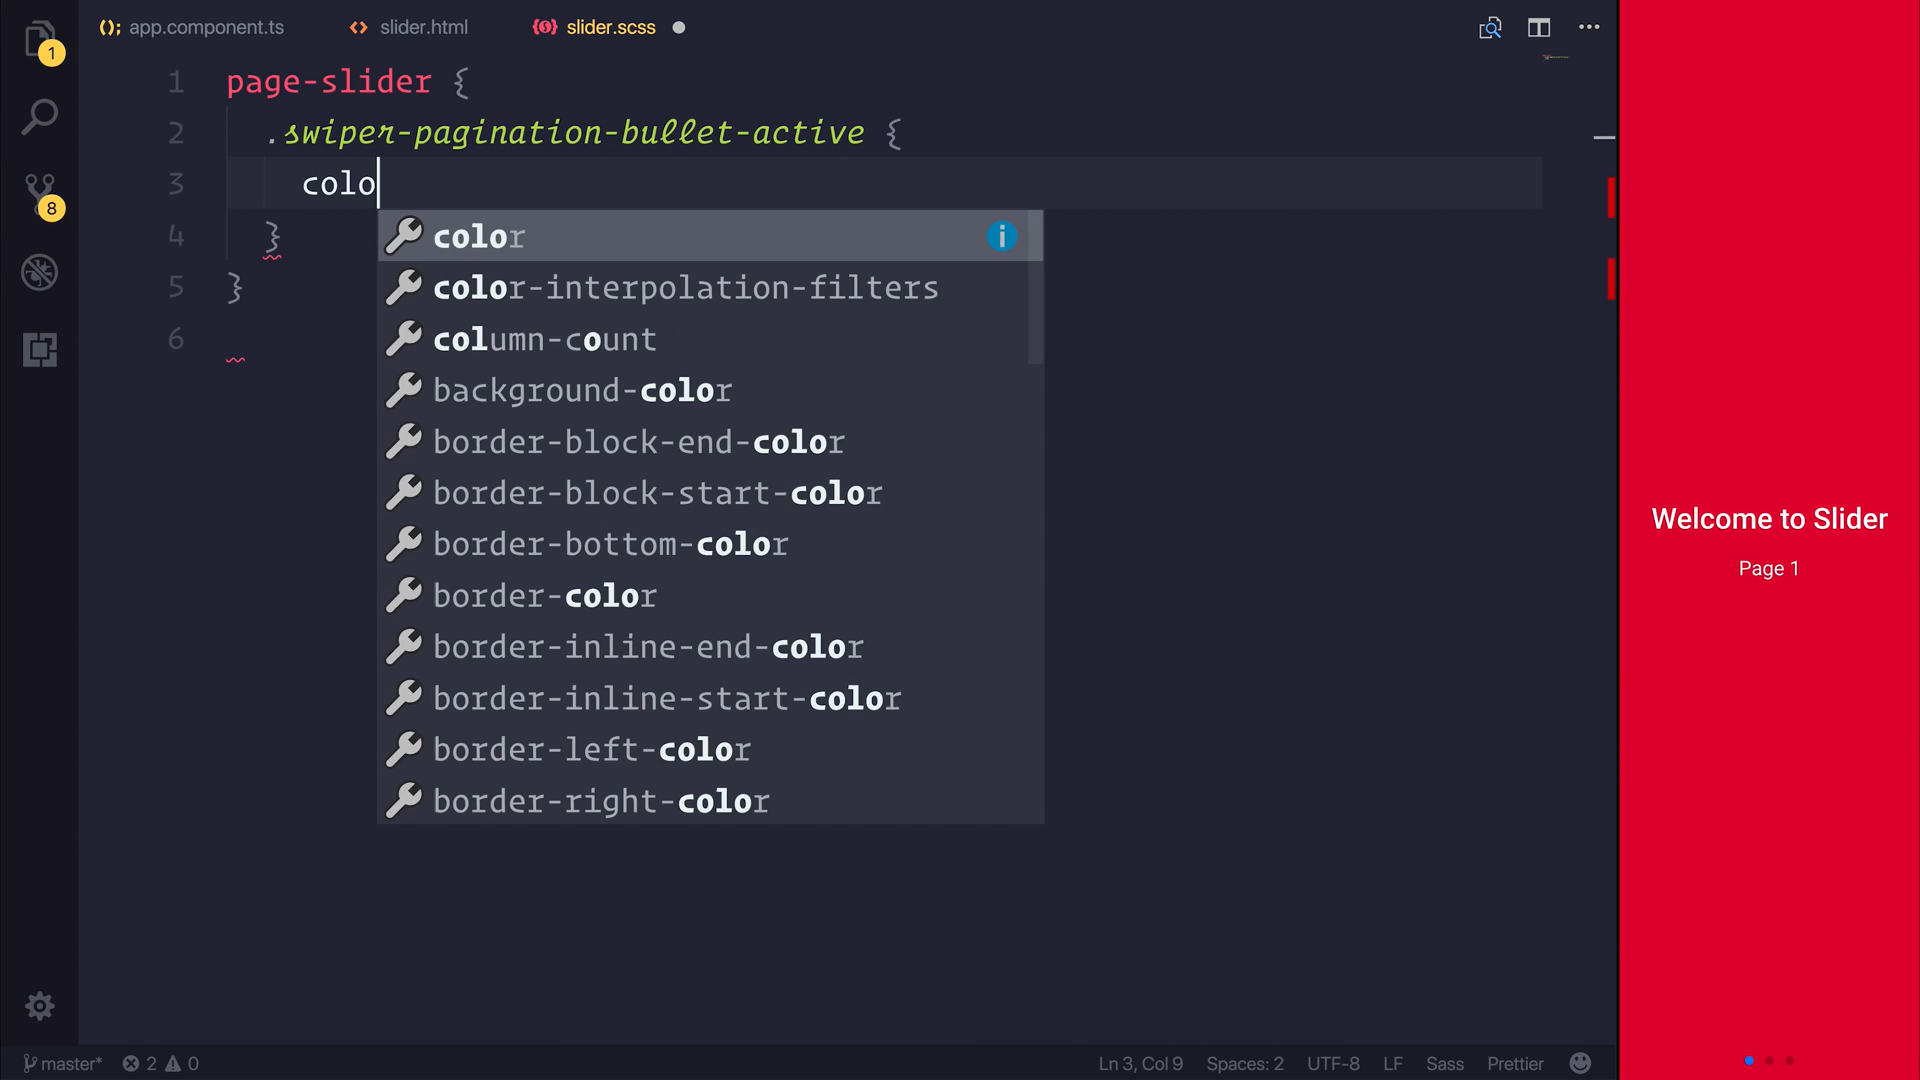 1
8
(); app.component.ts
<> slider.html
slider.scss
1 page-slider {
2 .swiper-pagination-bullet-active {
3 colo
4 }
5 }
6
color
color-interpolation-filters
column-count
background-color
border-block-end-color
border-block-start-color
border-bottom-color
border-color
border-inline-end-color
border-inline-start-color
border-left-color
border-right-color
Welcome to Slider
Page 1
master* 2 0
Ln 3, Col 9 Spaces: 2 UTF-8 LF Sass Prettier